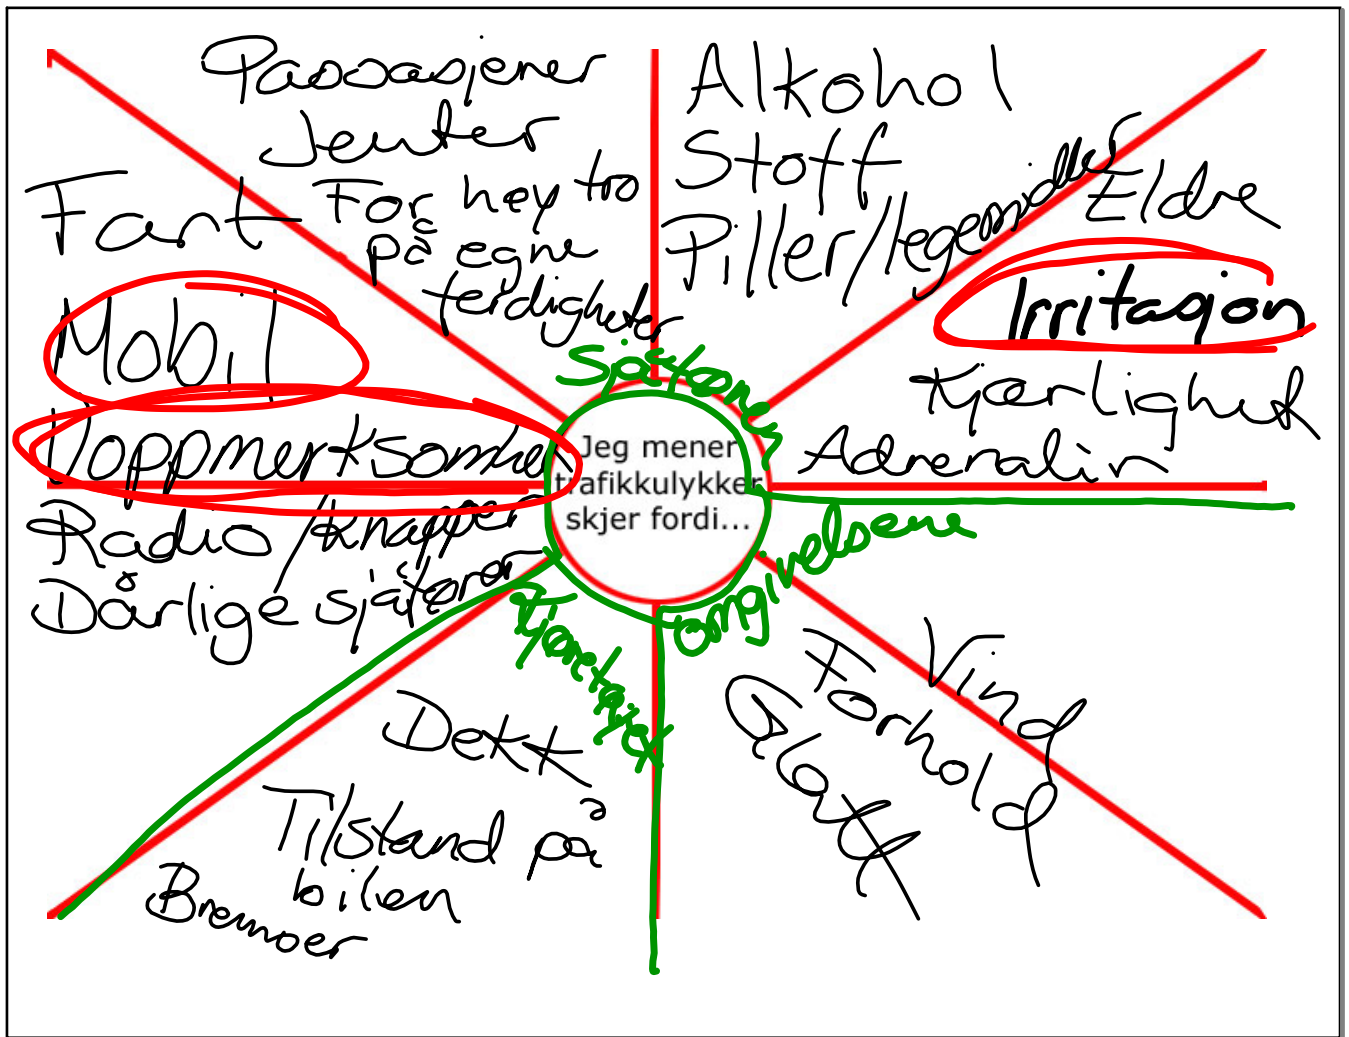 Passasjerer
Jenter
For høy tro
på egne
ferdigheter
Alkohol
Stoff
Piller/legemidler
Eldre
Irritasjon
Kjærlighet
Adrenalin
Fart
Mobil
Uoppmerksomhet
Radio/knapper
Dårlige sjåfører
Sjåføren
Jeg mener
trafikkulykker
skjer fordi...
Omgivelsene
Kjøretøyet
Dekk
Tilstand på
bilen
Bremser
Vind
Forhold
Glatt